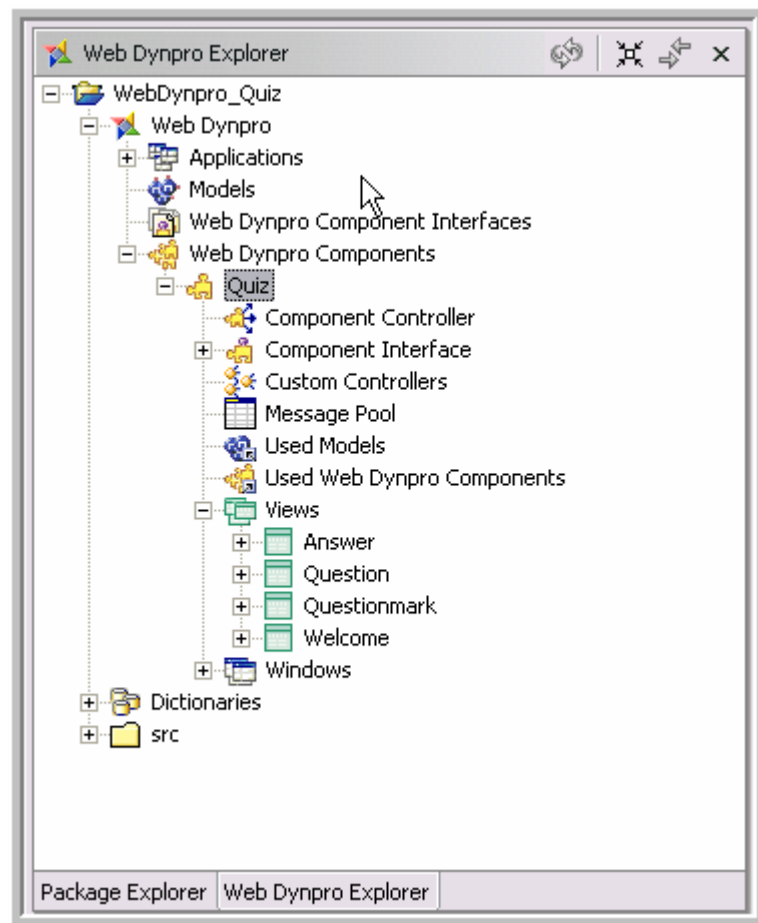 Web Dynpro Explorer
WebDynpro_Quiz
Web Dynpro
Applications
Models
Web Dynpro Component Interfaces
Web Dynpro Components
Quiz
Component Controller
Component Interface
Custom Controllers
Message Pool
Used Models
Used Web Dynpro Components
Views
Answer
Question
Questionmark
Welcome
Windows
Dictionaries
src
Package Explorer Web Dynpro Explorer